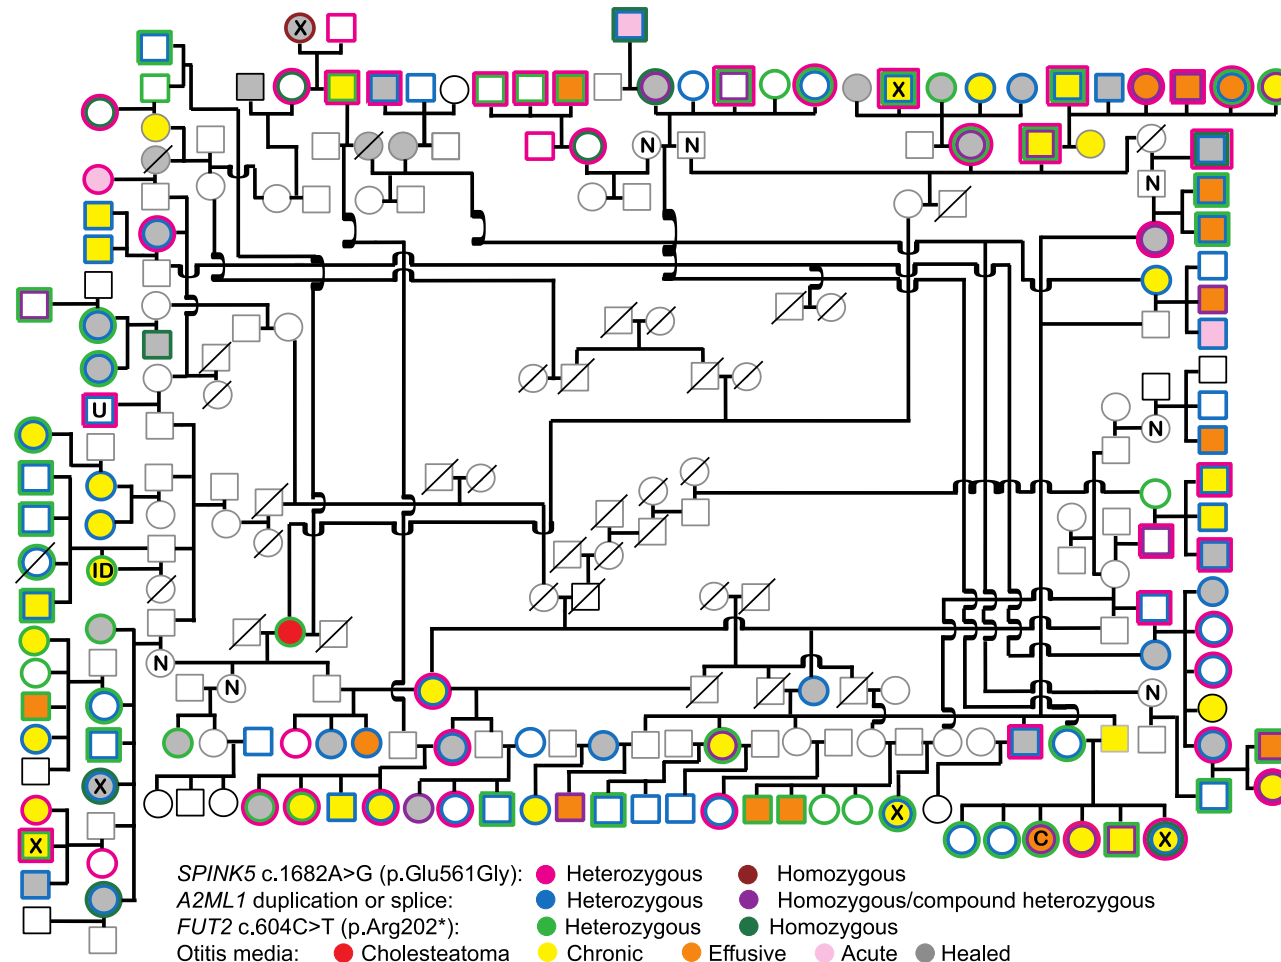 X
X
N
N
N
U
N
ID
N
N
N
X
X
X
C
X
SPINK5 c.1682A>G (p.Glu561Gly): Heterozygous Homozygous
A2ML1 duplication or splice: Heterozygous Homozygous/compound heterozygous
FUT2 c.604C>T (p.Arg202*): Heterozygous Homozygous
Otitis media: Cholesteatoma Chronic Effusive Acute Healed